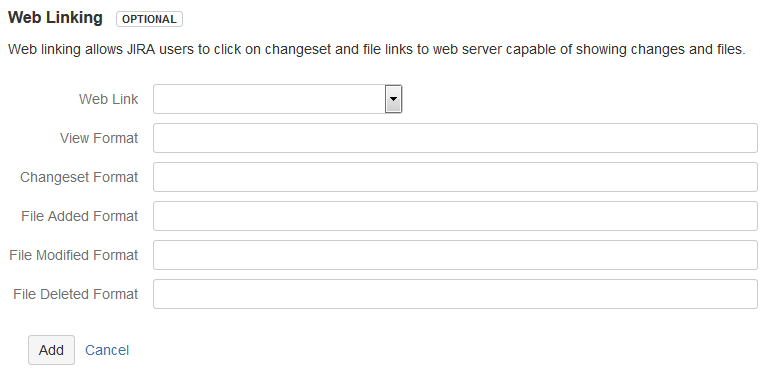 Web Linking OPTIONAL
Web linking allows JIRA users to click on changeset and file links to web server capable of showing changes and files.
Web Link
View Format
Changeset Format
File Added Format
File Modified Format
File Deleted Format
Add Cancel